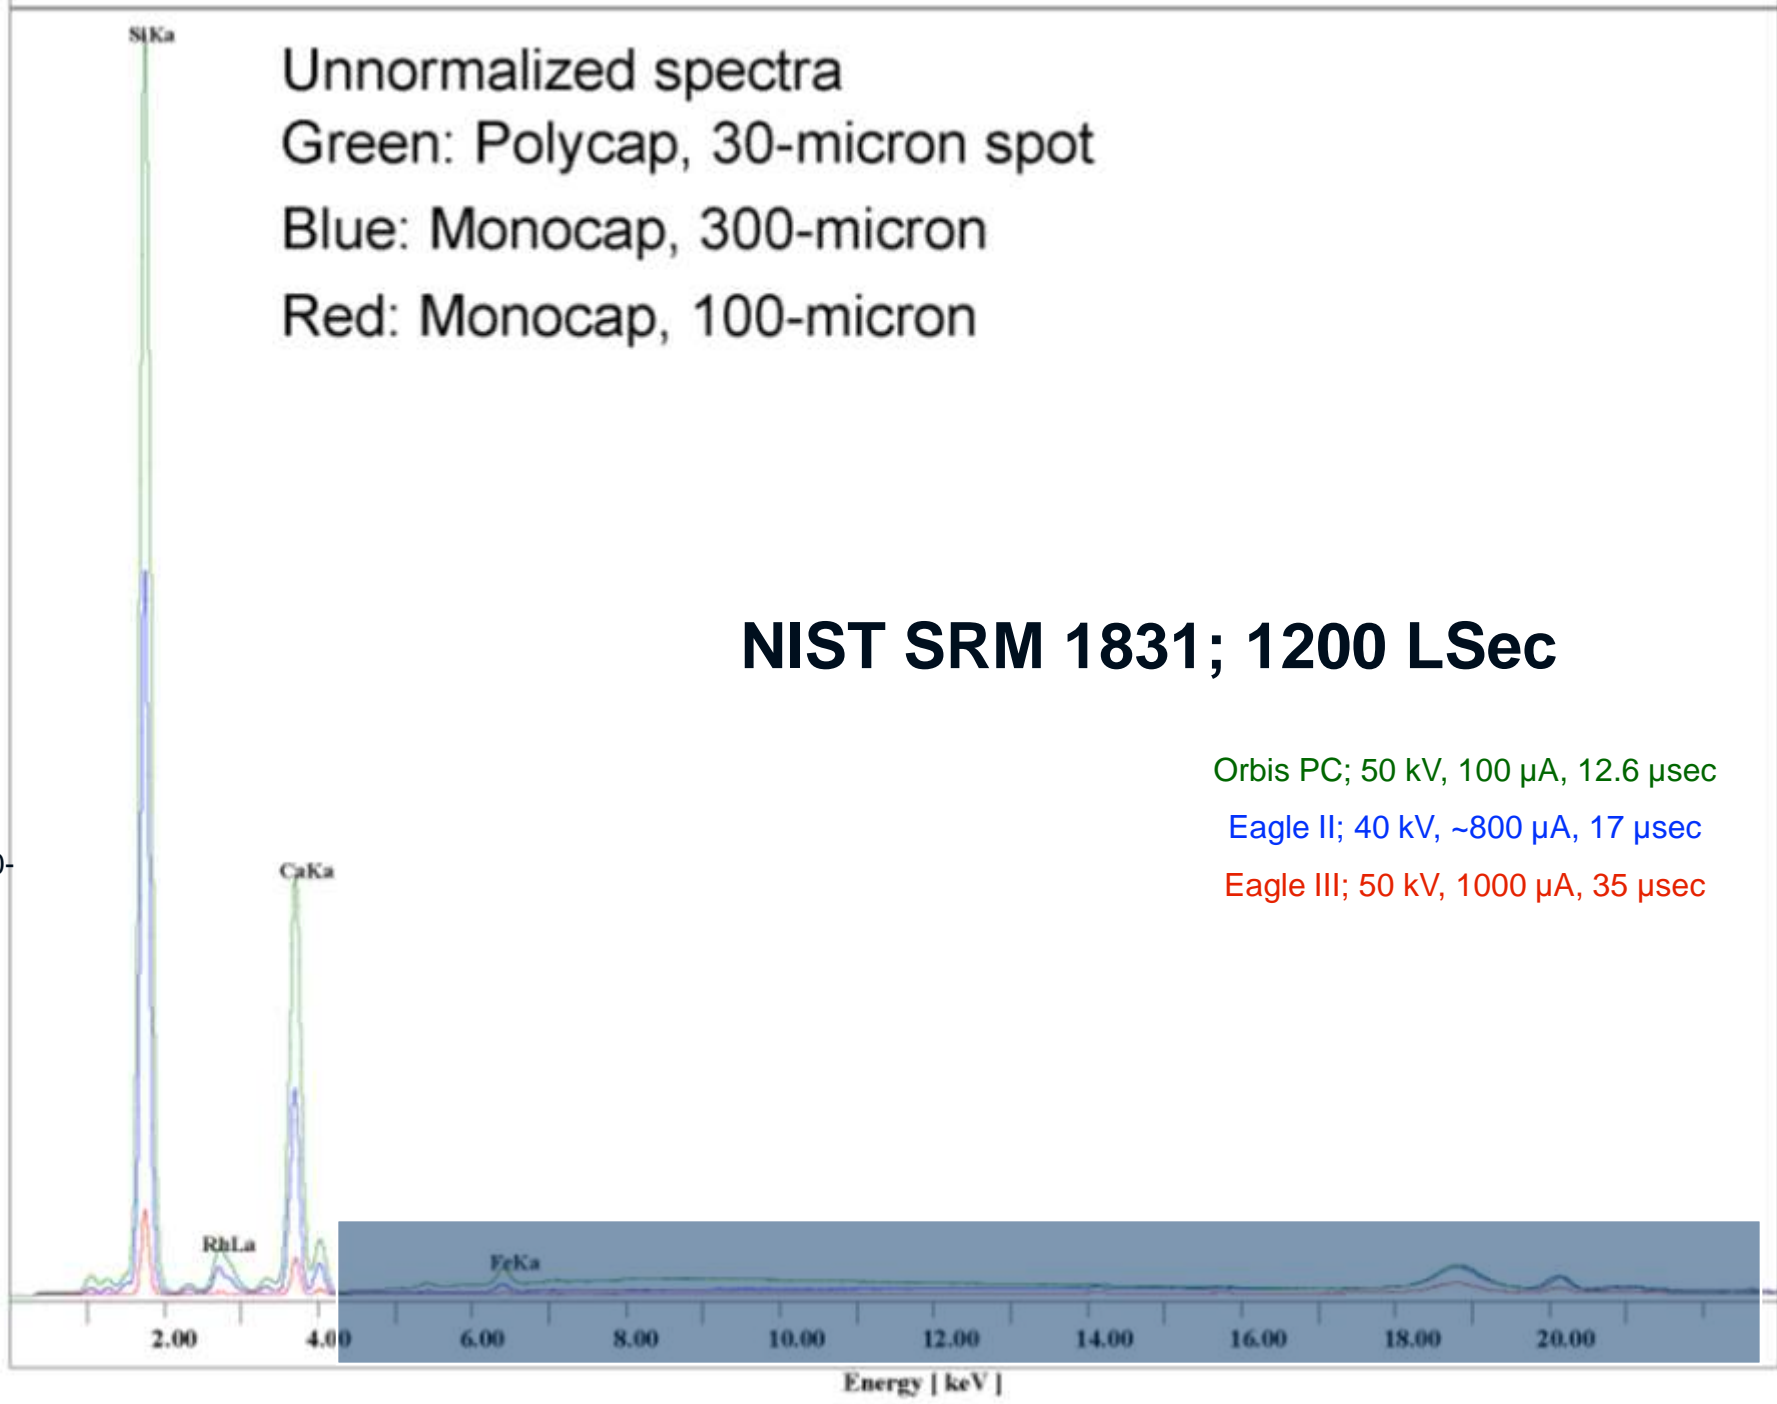 SiKa
Unnormalized spectra
Green: Polycap, 30-micron spot
Blue: Monocap, 300-micron
Red: Monocap, 100-micron
NIST SRM 1831; 1200 LSec
Orbis PC; 50 kV, 100 µA, 12.6 µsec
Eagle II; 40 kV, ~800 µA, 17 µsec
Eagle III; 50 kV, 1000 µA, 35 µsec
CaKa
RhLa
FeKa
2.00 4.00 6.00 8.00 10.00 12.00 14.00 16.00 18.00 20.00
Energy [ keV ]